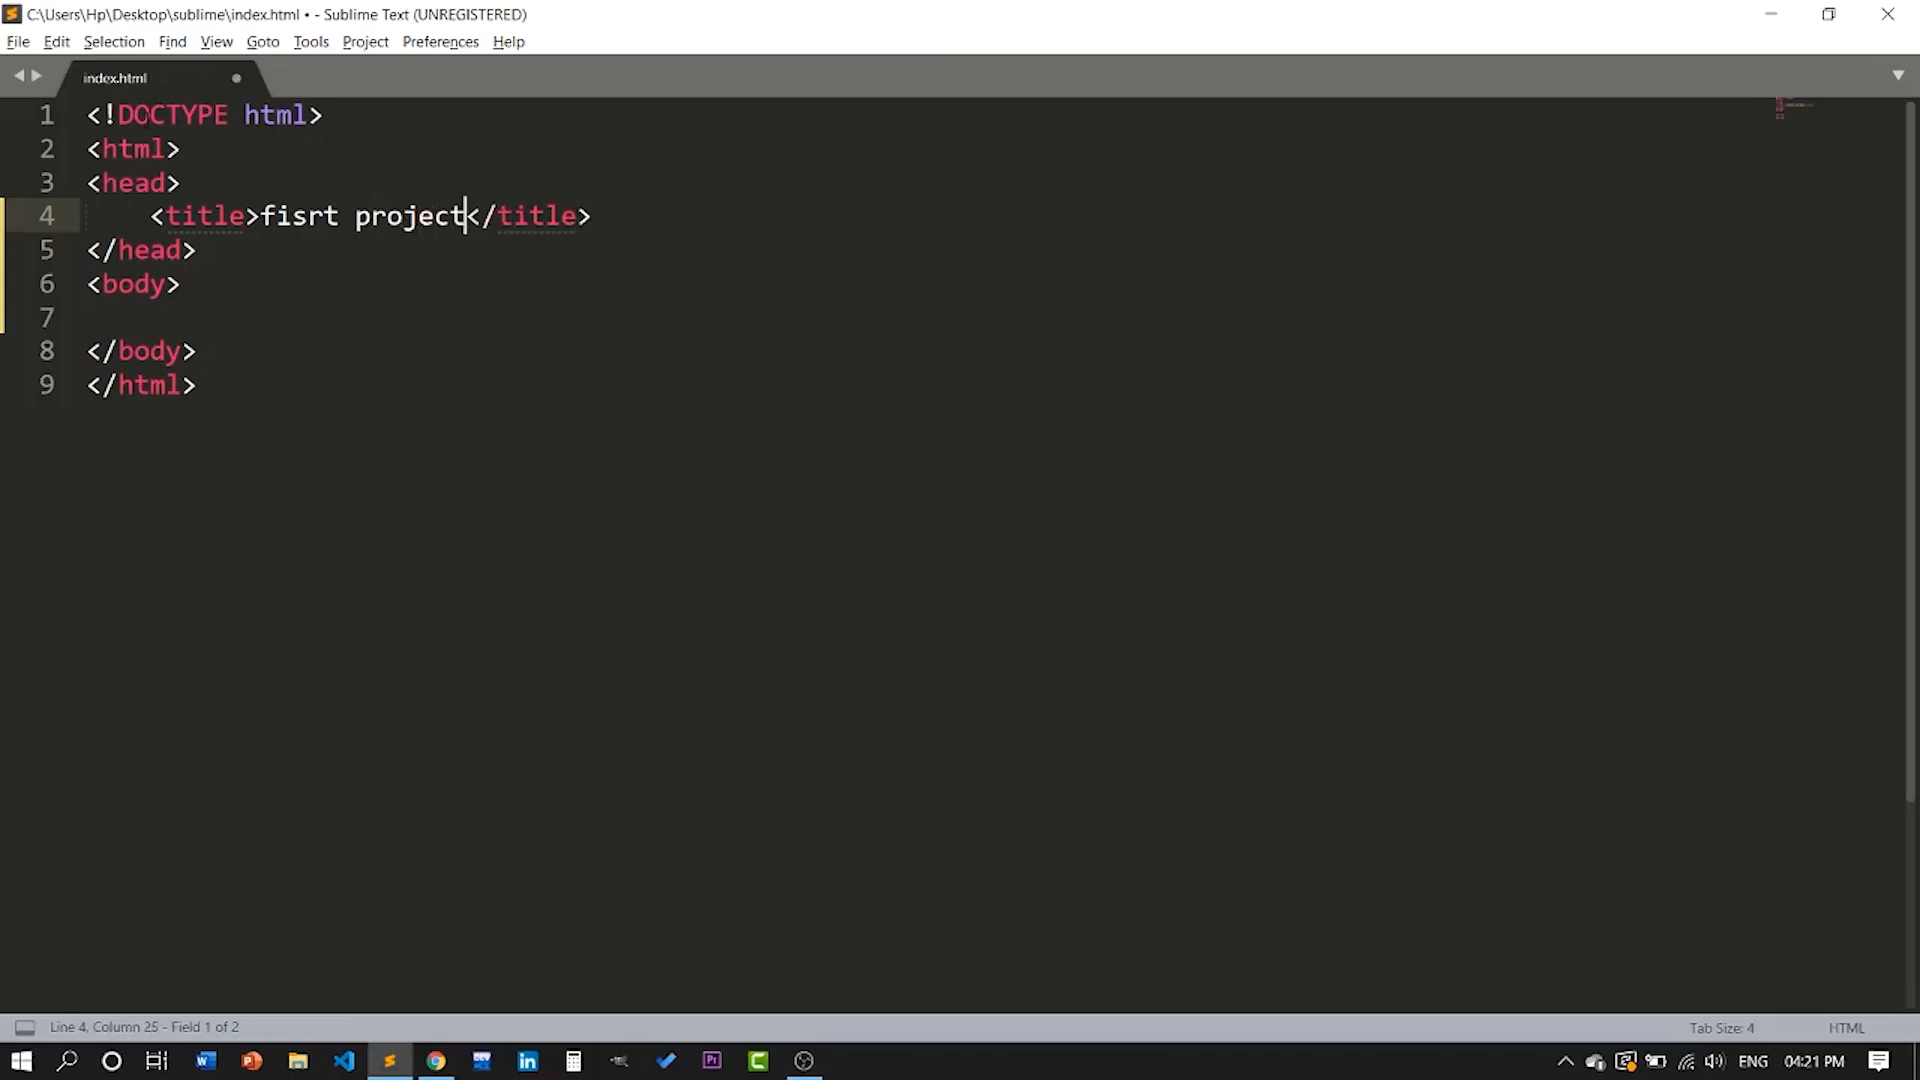 C:\Users\Hp\Desktop\sublime\index.html • - Sublime Text (UNREGISTERED)
File Edit Selection Find View Goto Tools Project Preferences Help
index.html
1 <!DOCTYPE html>
2 <html>
3 <head>
4 <title>fisrt project</title>
5 </head>
6 <body>
7
8 </body>
9 </html>
Line 4, Column 25 - Field 1 of 2 Tab Size: 4 HTML
ENG 04:21 PM